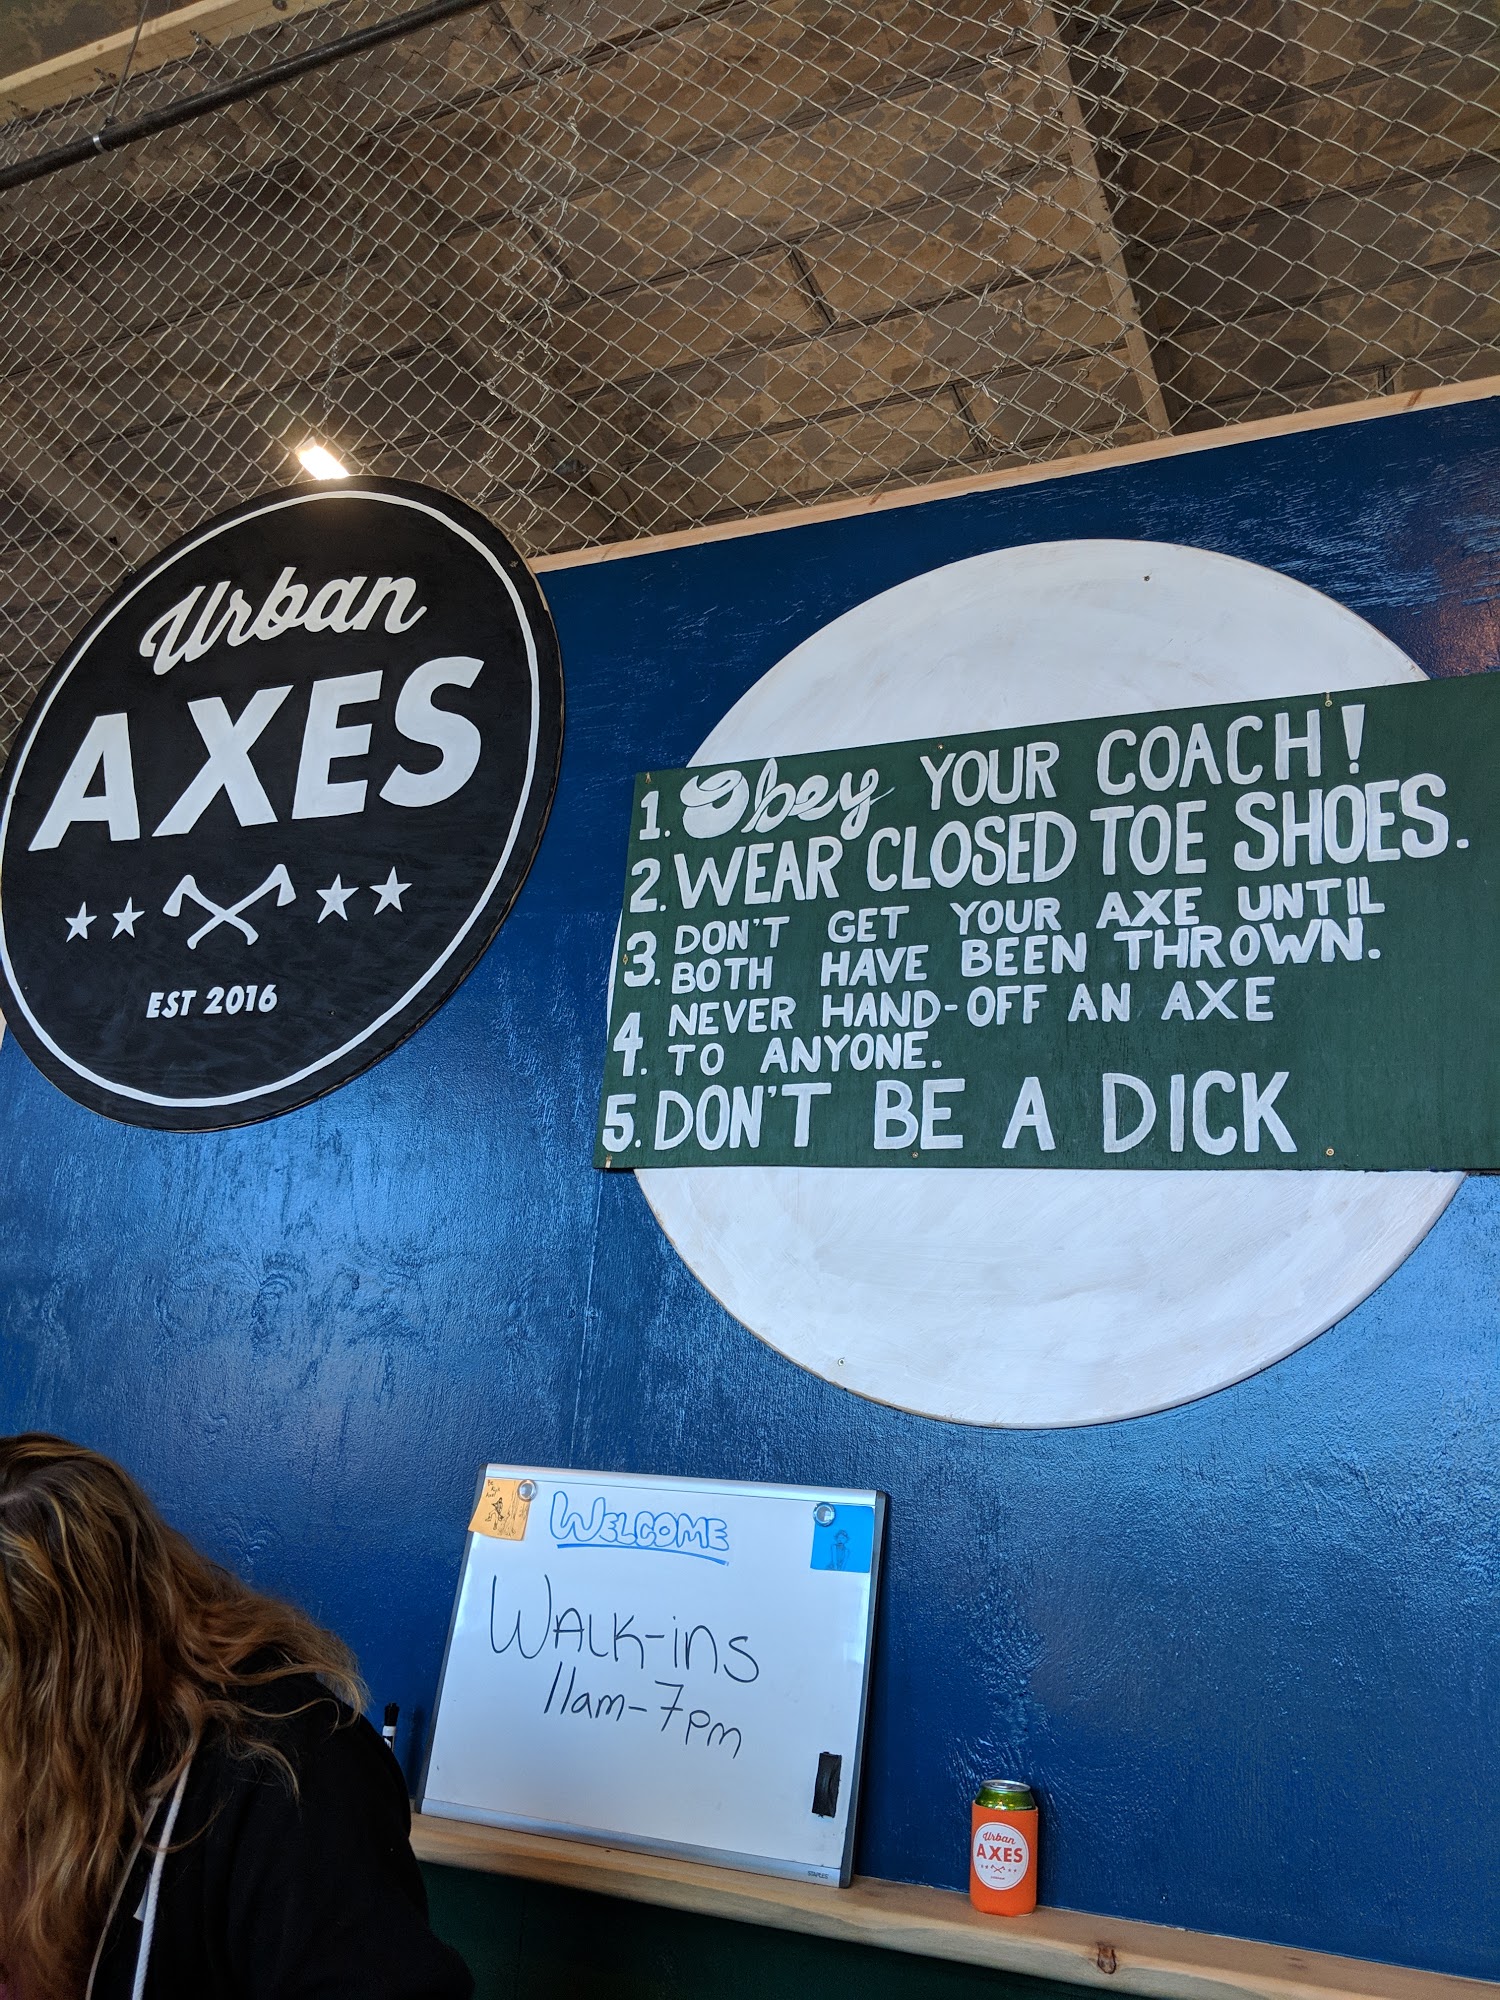 Urban
AXES
EST 2016
1. Obey YOUR COACH!
2. WEAR CLOSED TOE SHOES.
3. DON'T GET YOUR AXE UNTIL
BOTH HAVE BEEN THROWN.
4. NEVER HAND-OFF AN AXE
TO ANYONE.
5. DON'T BE A DICK
WELCOME
WALK-ins
11am-7pm
STAPLES
Urban
AXES